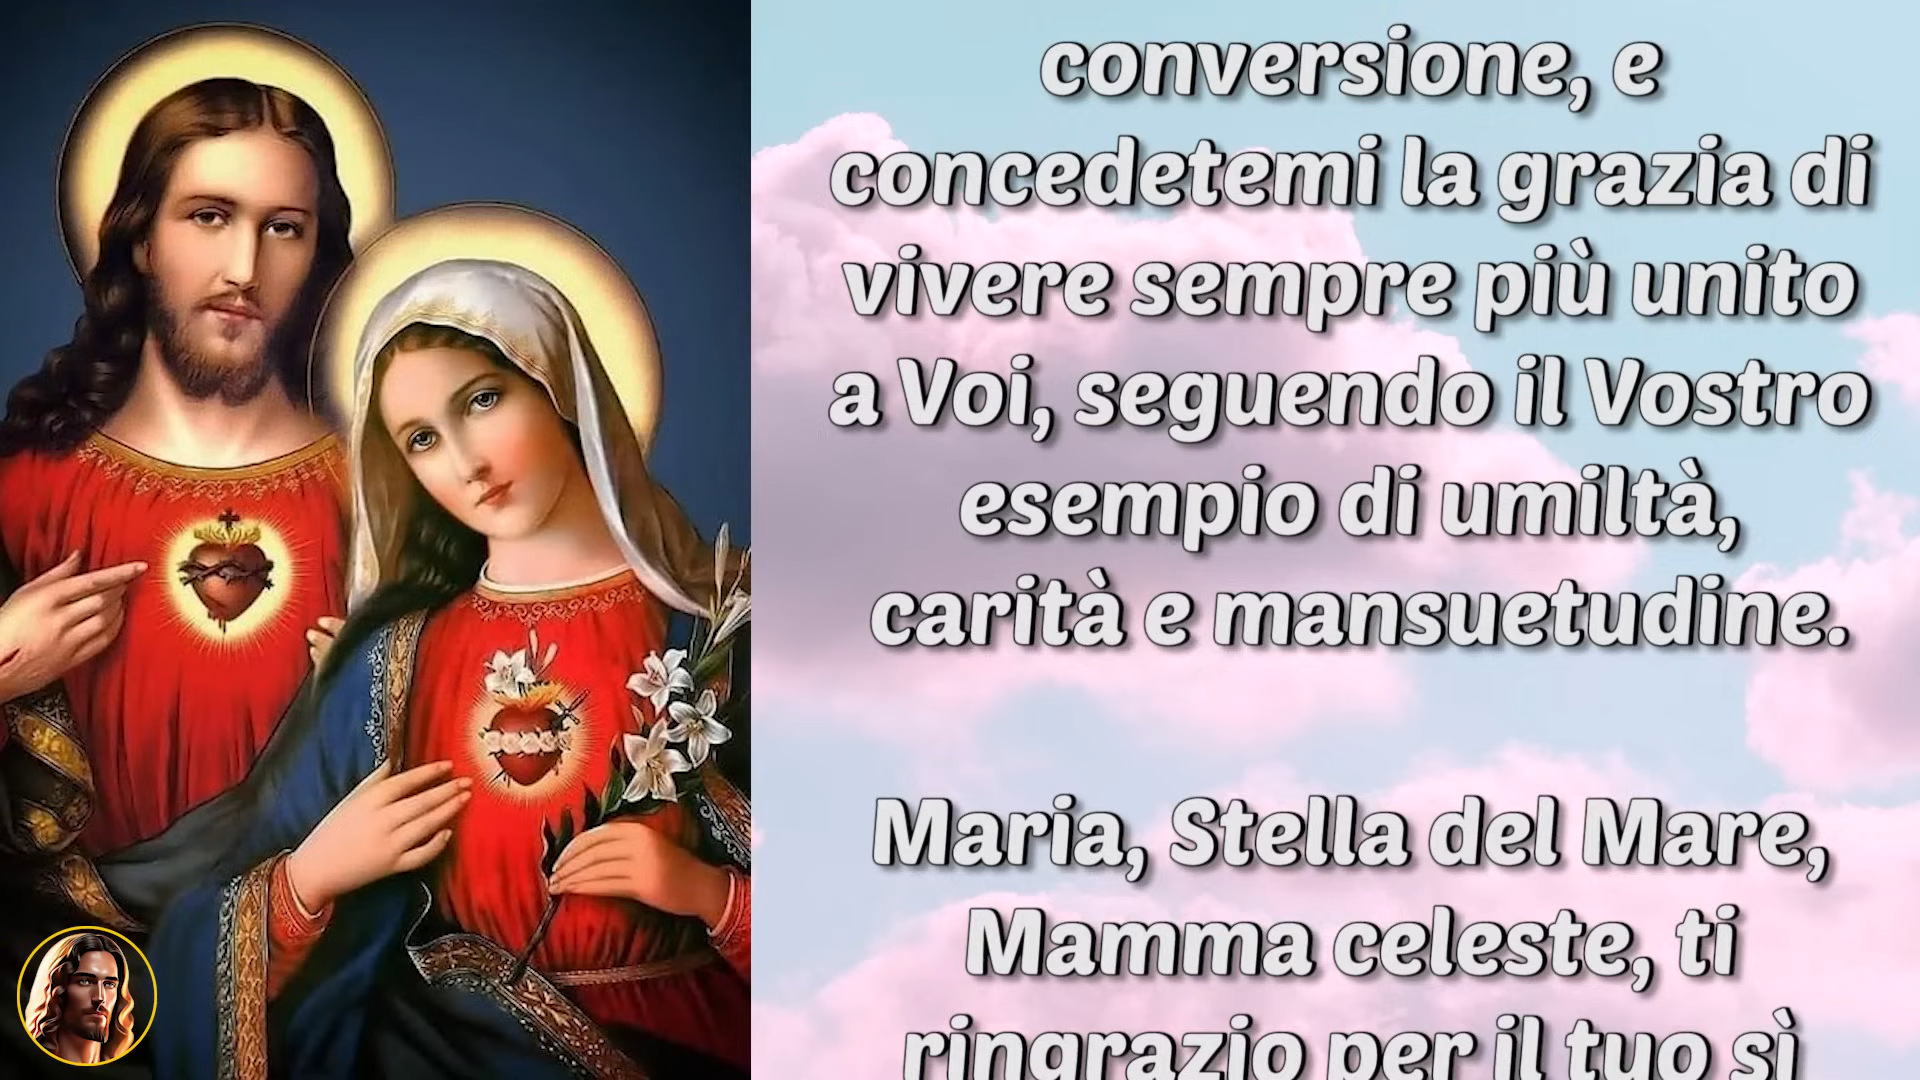 conversione, e
concedetemi la grazia di
vivere sempre più unito
a Voi, seguendo il Vostro
esempio di umiltà,
carità e mansuetudine.
Maria, Stella del Mare,
Mamma celeste, ti
ringrazio per il tuo sì